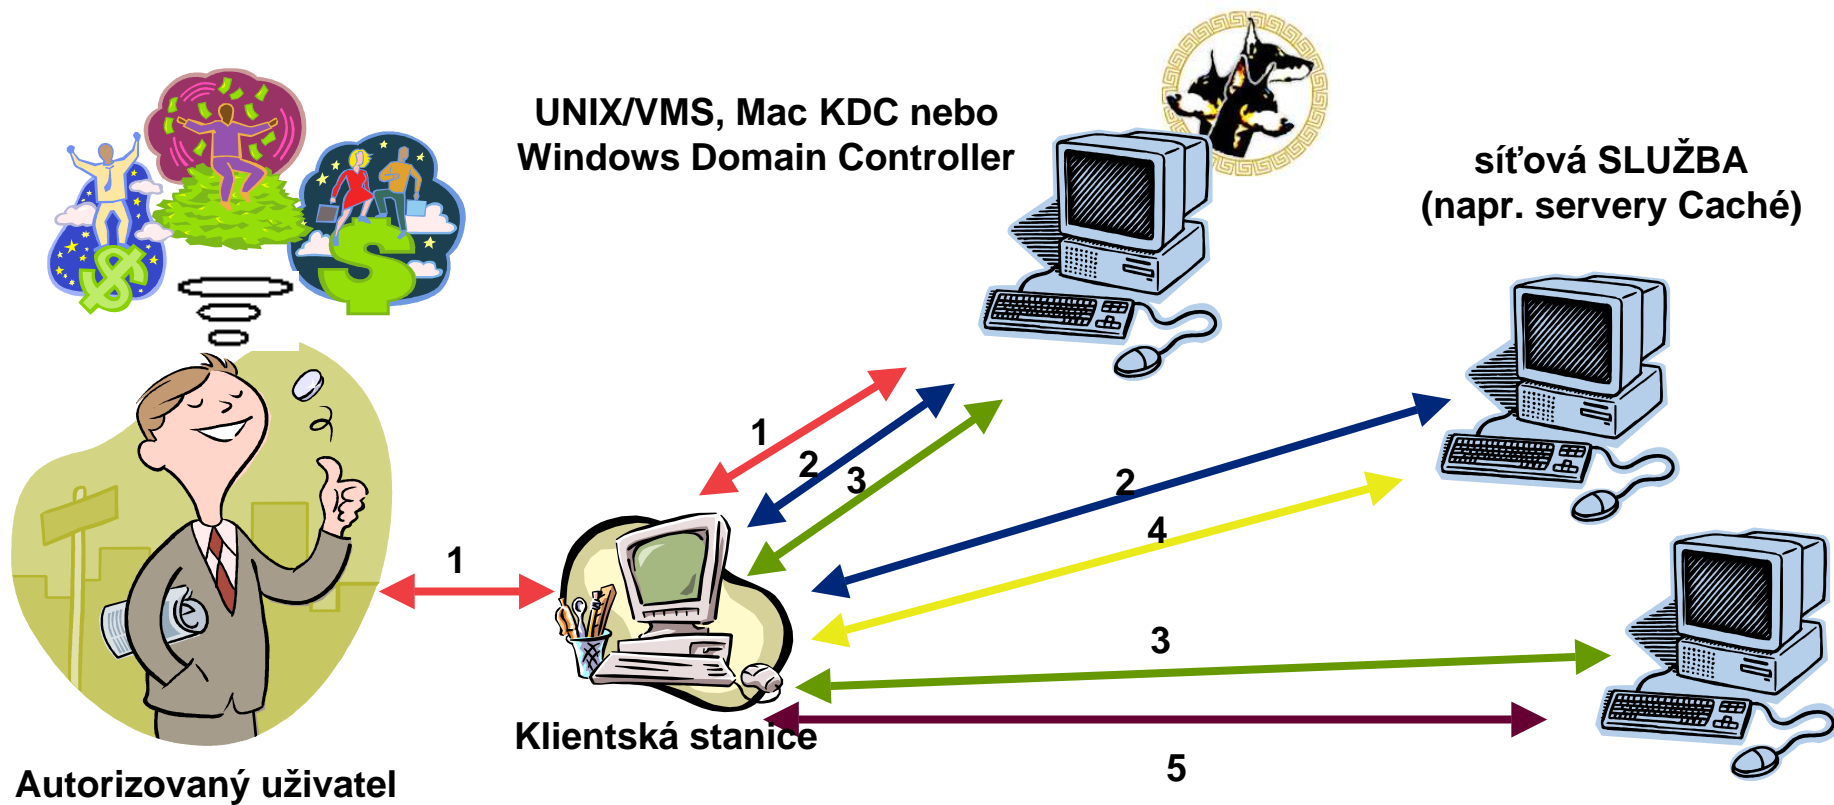 UNIX/VMS, Mac KDC nebo
Windows Domain Controller
síťová SLUŽBA
(napr. servery Caché)
1
2
3
2
4
1
3
5
Klientská stanice
Autorizovaný uživatel